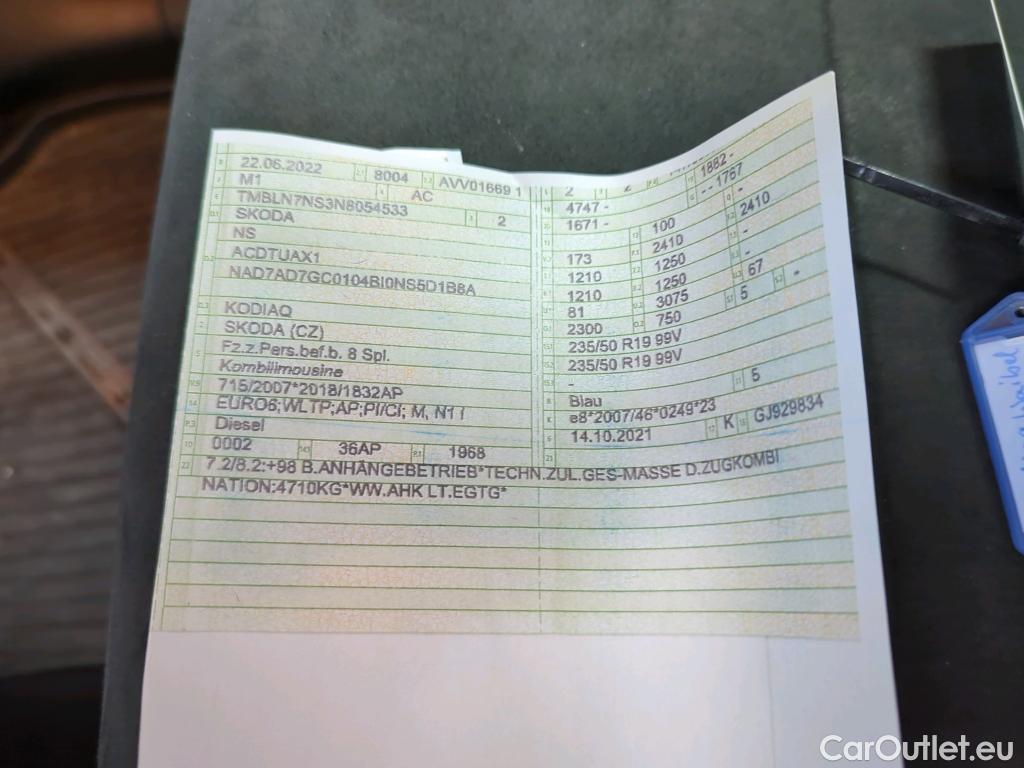 22.06.2022 8004 AVV01669 1
M1 AC
TMBLN7NS3N8054533 2
SKODA
NS
ACDTUAX1
NAD7AD7GC0104BI0NS5D1B8A
KODIAQ
SKODA (CZ)
Fz.z.Pers.bef.b. 8 Spl.
Kombilimousine
715/2007*2018/1832AP
EURO6;WLTP;AP;PI/CI; M, N1 I
Diesel
0002 36AP 1968
2 2
4747 - 1882 -
1671 - - - 1767
100
173 2410 2410
1210 1250 -
1210 1250 -
81 3075 67 -
2300 750 5
235/50 R19 99V
235/50 R19 99V
-
Blau 5
e8*2007/46*0249*23
14.10.2021 K GJ929834
7.2/8.2:+98 B.ANHÄNGEBETRIEB*TECHN.ZUL.GES-MASSE D.ZUGKOMBI
NATION:4710KG*WW.AHK LT.EGTG*
CarOutlet.eu